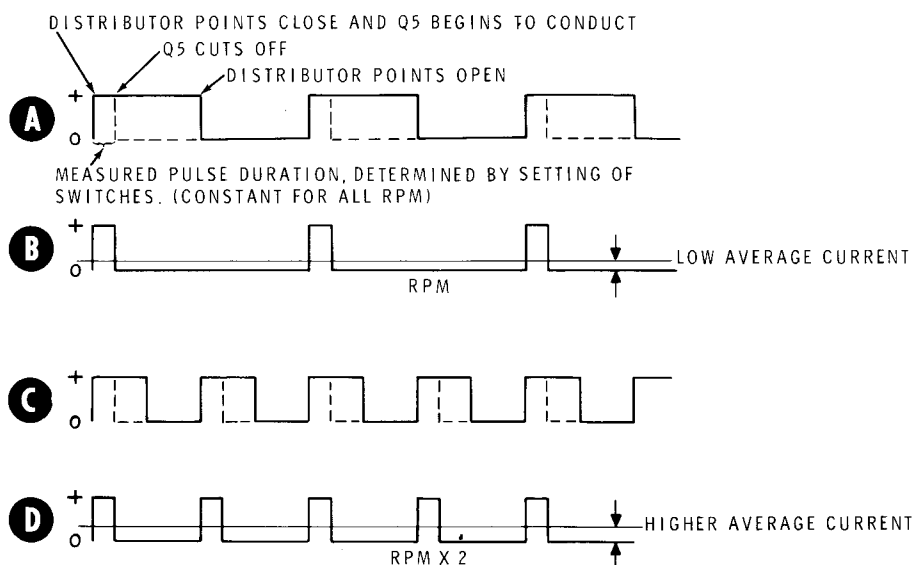 DISTRIBUTOR POINTS CLOSE AND Q5 BEGINS TO CONDUCT
Q5 CUTS OFF
DISTRIBUTOR POINTS OPEN
A
+
0
MEASURED PULSE DURATION, DETERMINED BY SETTING OF
SWITCHES. (CONSTANT FOR ALL RPM)
B
+
0
LOW AVERAGE CURRENT
RPM
C
+
0
D
+
0
HIGHER AVERAGE CURRENT
RPM X 2